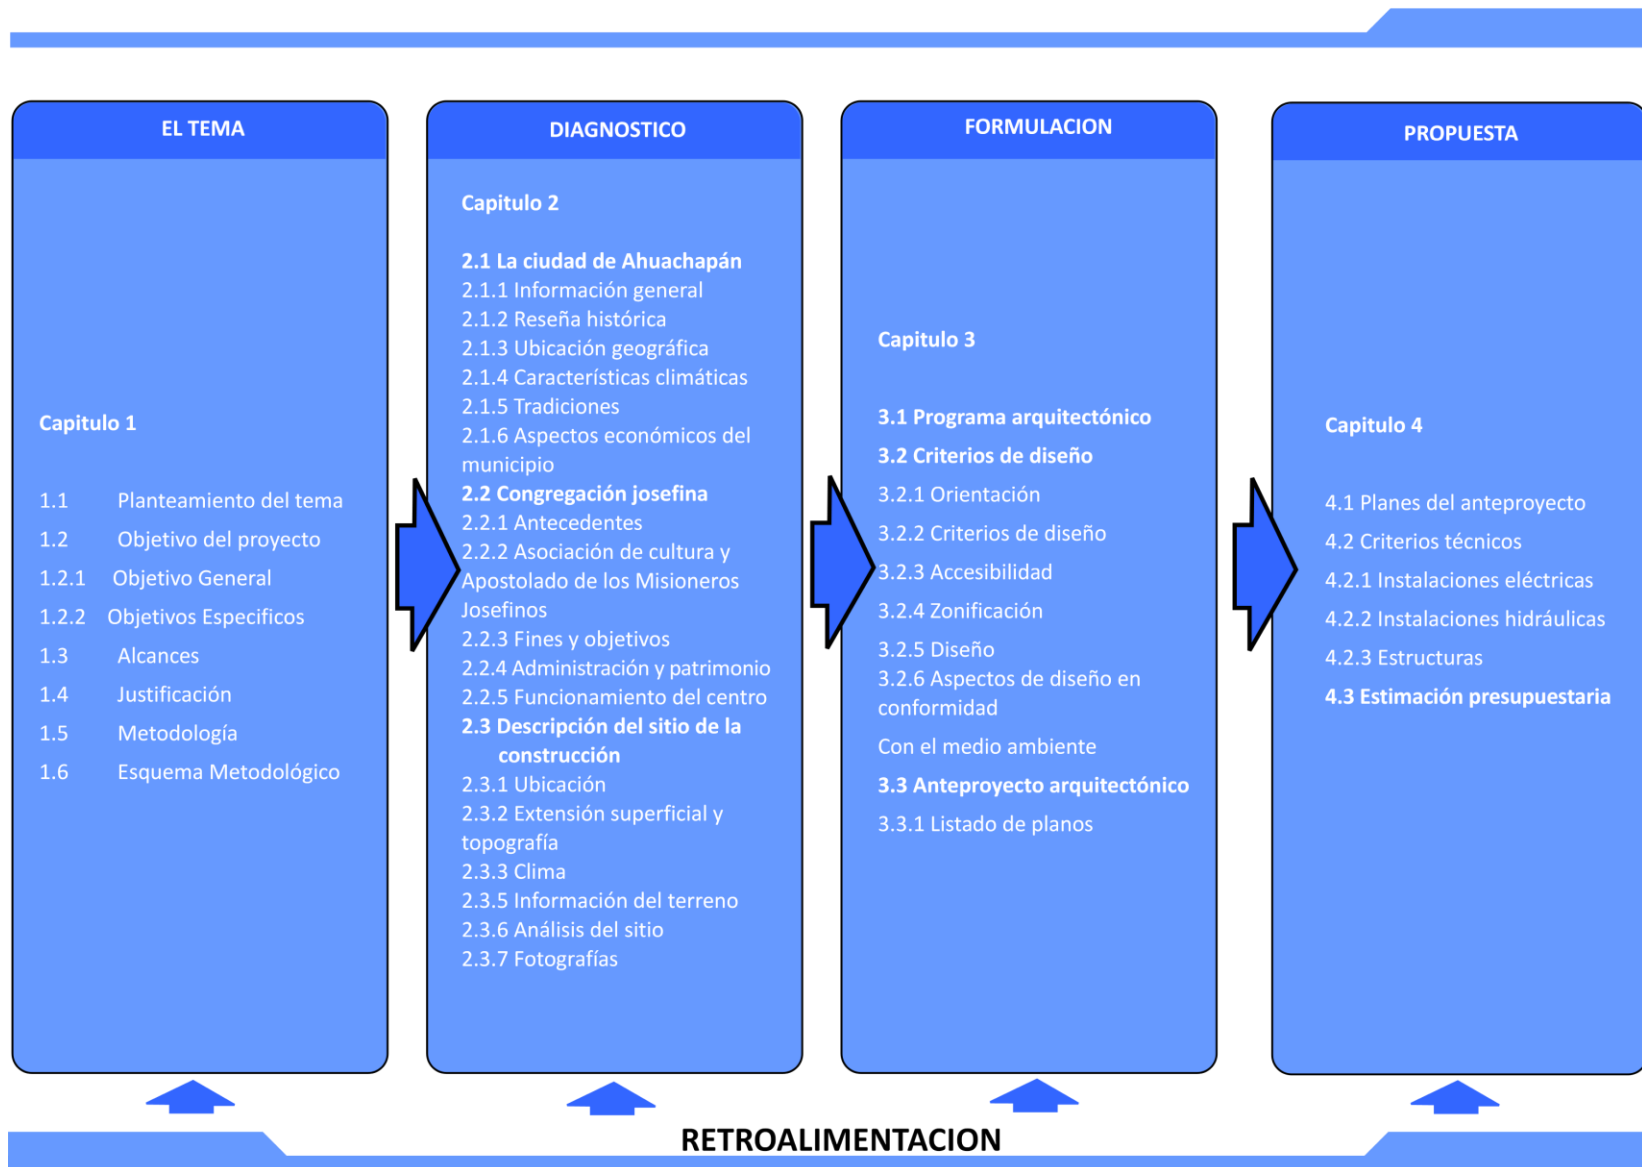 EL TEMA
Capitulo 1
1.1 Planteamiento del tema
1.2 Objetivo del proyecto
1.2.1 Objetivo General
1.2.2 Objetivos Especificos
1.3 Alcances
1.4 Justificación
1.5 Metodología
1.6 Esquema Metodológico
DIAGNOSTICO
Capitulo 2
2.1 La ciudad de Ahuachapán
2.1.1 Información general
2.1.2 Reseña histórica
2.1.3 Ubicación geográfica
2.1.4 Características climáticas
2.1.5 Tradiciones
2.1.6 Aspectos económicos del
municipio
2.2 Congregación josefina
2.2.1 Antecedentes
2.2.2 Asociación de cultura y
Apostolado de los Misioneros
Josefinos
2.2.3 Fines y objetivos
2.2.4 Administración y patrimonio
2.2.5 Funcionamiento del centro
2.3 Descripción del sitio de la
construcción
2.3.1 Ubicación
2.3.2 Extensión superficial y
topografía
2.3.3 Clima
2.3.5 Información del terreno
2.3.6 Análisis del sitio
2.3.7 Fotografías
FORMULACION
Capitulo 3
3.1 Programa arquitectónico
3.2 Criterios de diseño
3.2.1 Orientación
3.2.2 Criterios de diseño
3.2.3 Accesibilidad
3.2.4 Zonificación
3.2.5 Diseño
3.2.6 Aspectos de diseño en
conformidad
Con el medio ambiente
3.3 Anteproyecto arquitectónico
3.3.1 Listado de planos
PROPUESTA
Capitulo 4
4.1 Planes del anteproyecto
4.2 Criterios técnicos
4.2.1 Instalaciones eléctricas
4.2.2 Instalaciones hidráulicas
4.2.3 Estructuras
4.3 Estimación presupuestaria
RETROALIMENTACION